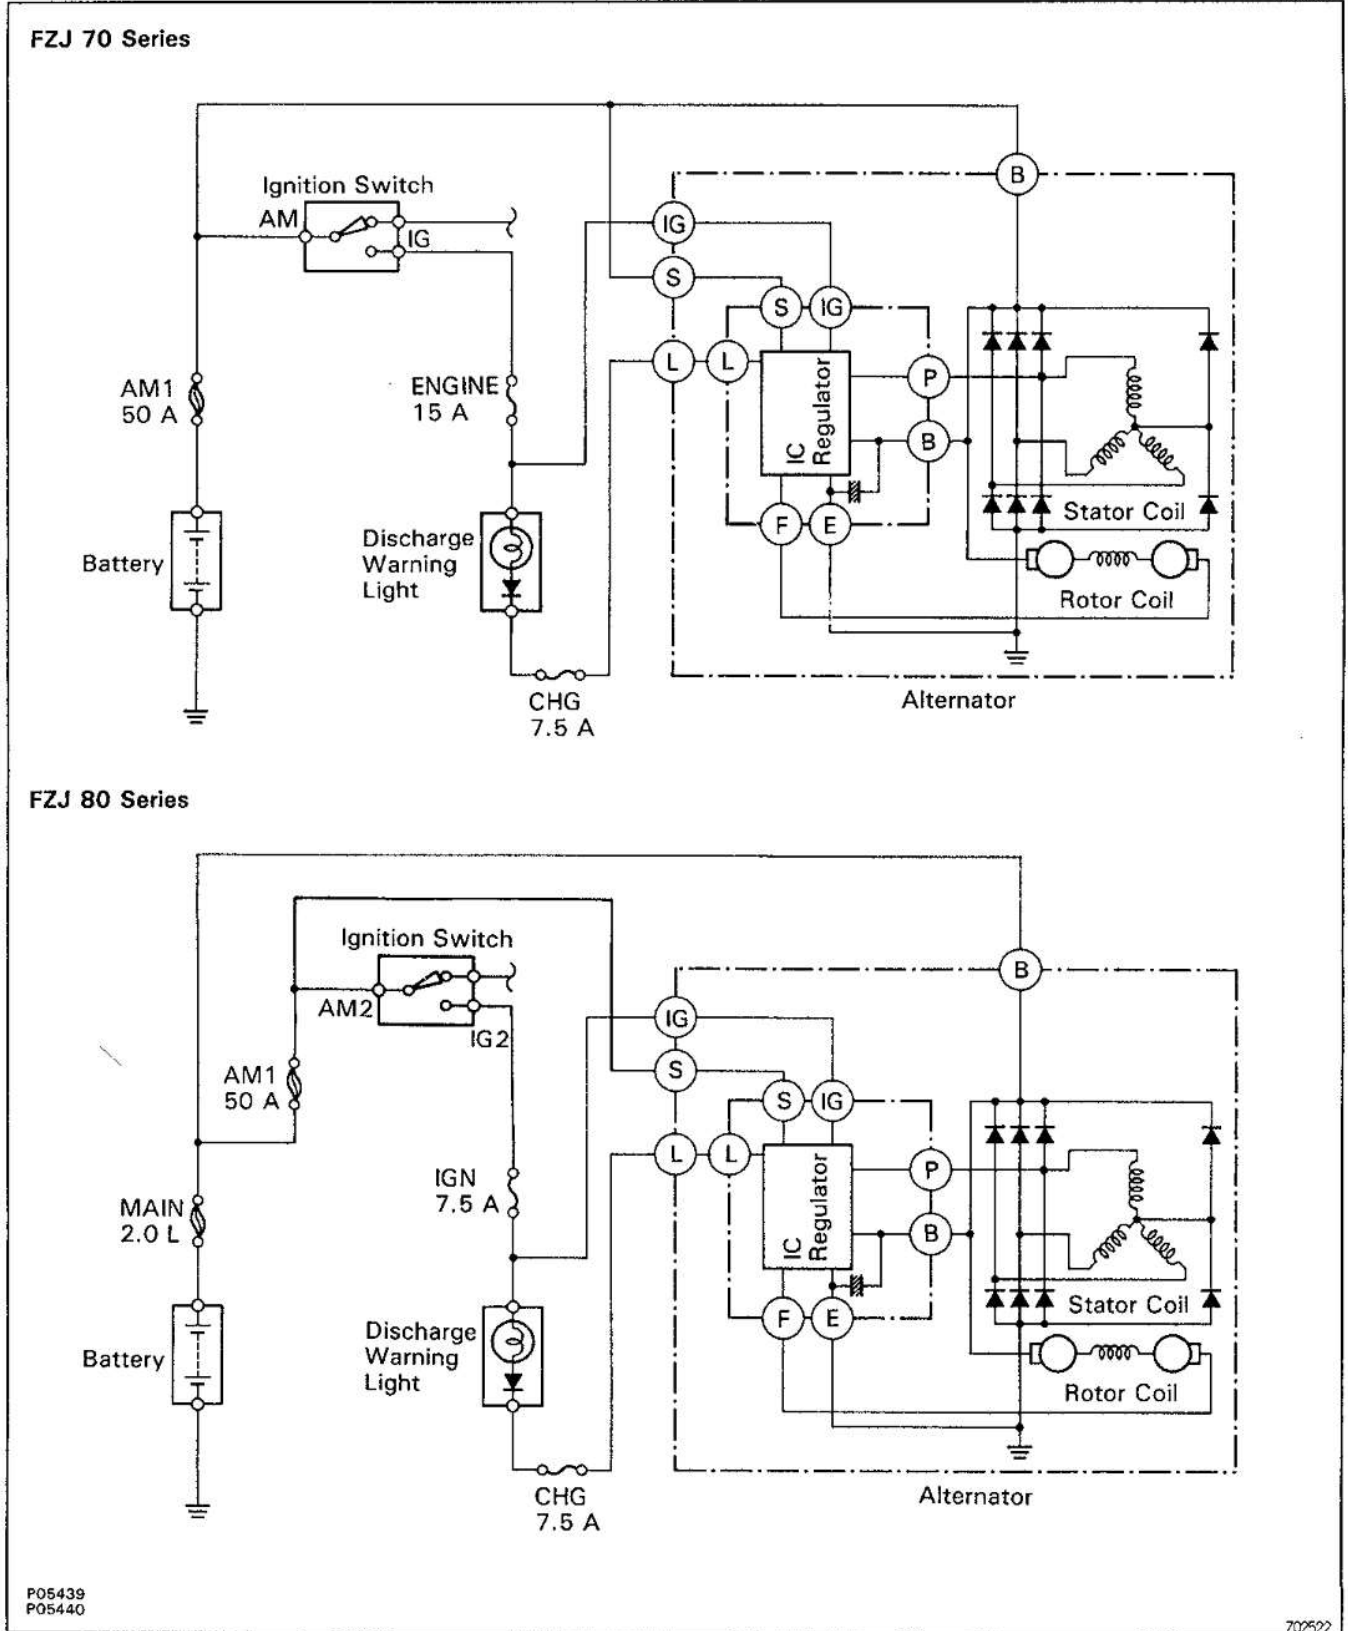 FZJ 70 Series
B
Ignition Switch
AM
IG
IG
S
S
IG
AM1
50 A
ENGINE
15 A
L
L
IC
Regulator
P
B
Battery
Discharge
Warning
Light
F
E
Stator Coil
Rotor Coil
CHG
7.5 A
Alternator
FZJ 80 Series
Ignition Switch
B
AM2
IG2
IG
S
AM1
50 A
S
IG
L
L
IC
Regulator
P
B
IGN
7.5 A
MAIN
2.0 L
Battery
Discharge
Warning
Light
F
E
Stator Coil
Rotor Coil
CHG
7.5 A
Alternator
P05439
P05440
702522